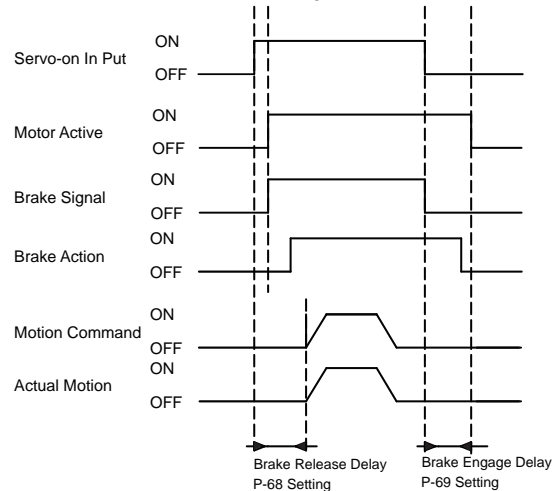 ON
Servo-on In Put
OFF
ON
Motor Active
OFF
ON
Brake Signal
OFF
ON
Brake Action
OFF
ON
Motion Command
OFF
ON
Actual Motion
OFF
Brake Release Delay
P-68 Setting
Brake Engage Delay
P-69 Setting